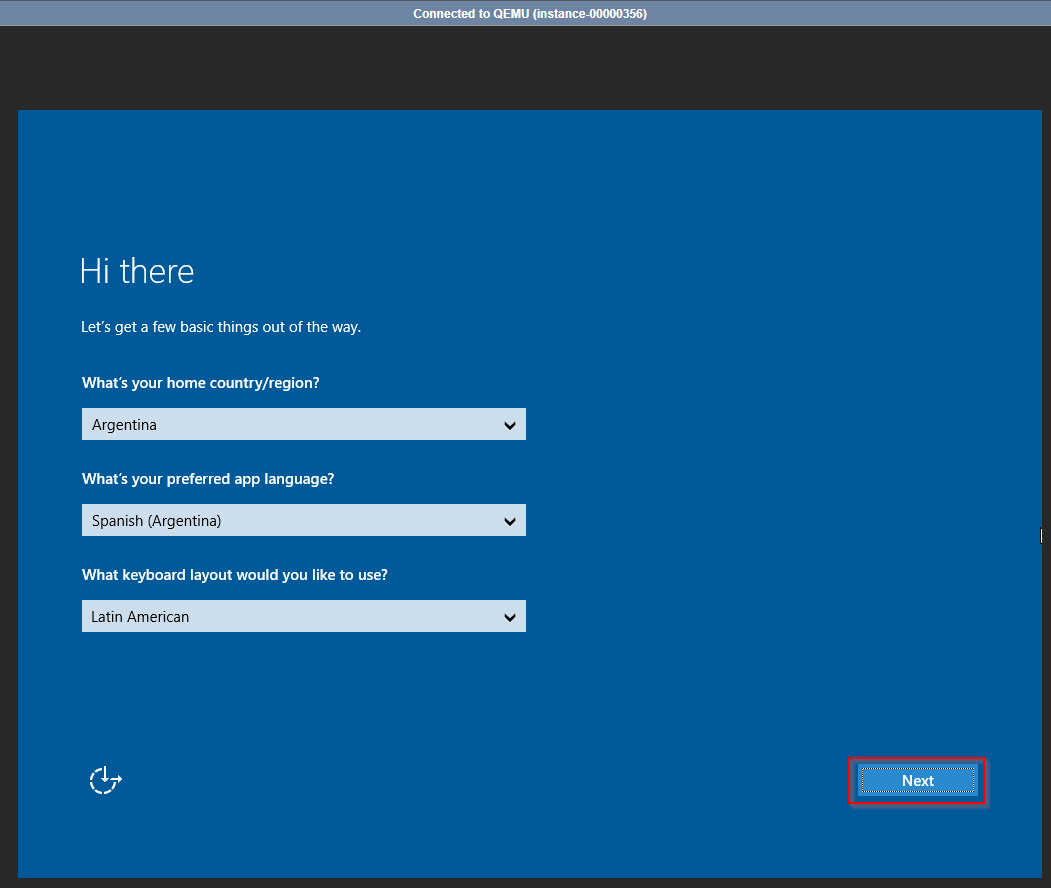 Connected to QEMU (instance-00000356)
Hi there
Let's get a few basic things out of the way.
What's your home country/region?
Argentina
What's your preferred app language?
Spanish (Argentina)
What keyboard layout would you like to use?
Latin American
Next